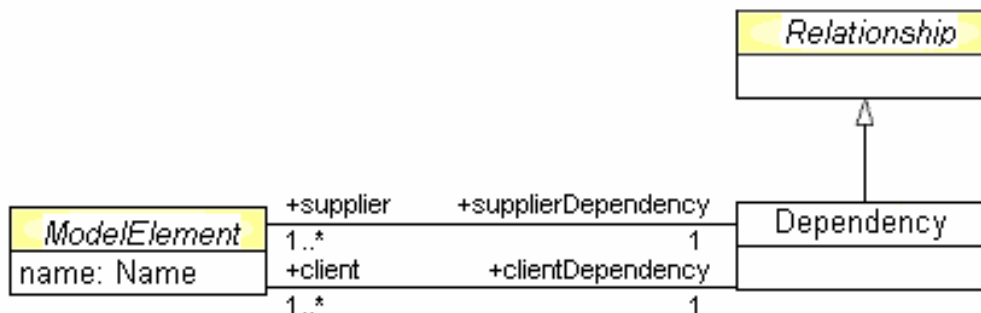 Relationship
+supplier +supplierDependency
ModelElement
1..* 1
Dependency
name: Name
+client +clientDependency
1..* 1